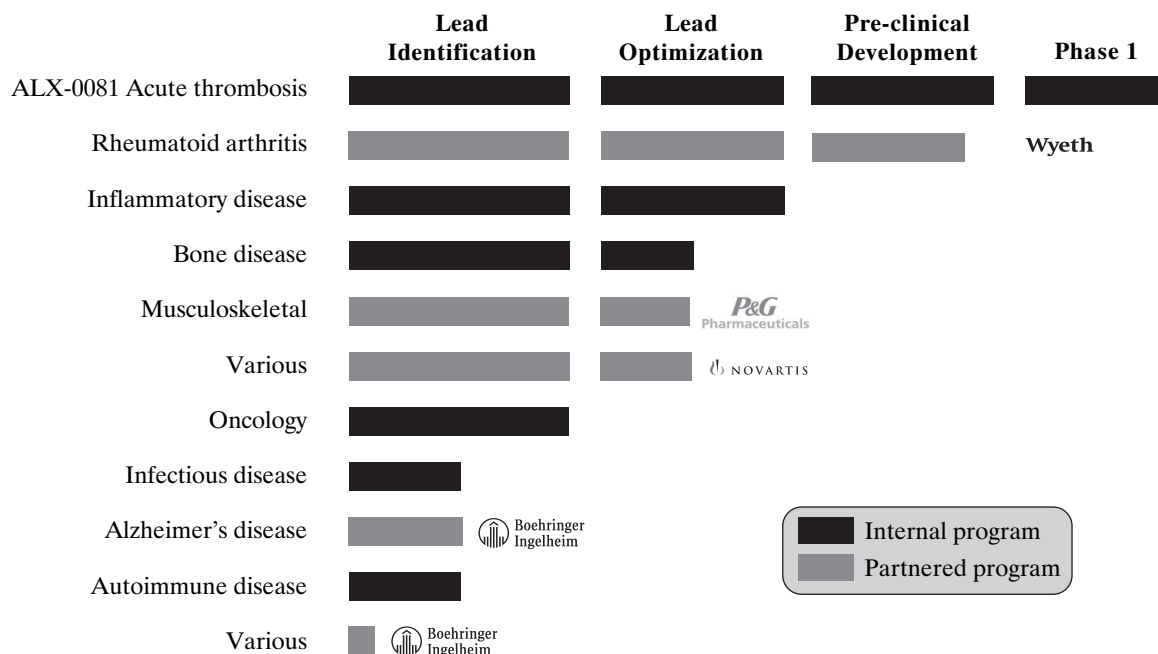 Lead Identification
Lead Optimization
Pre-clinical Development
Phase 1
ALX-0081 Acute thrombosis
Rheumatoid arthritis
Wyeth
Inflammatory disease
Bone disease
Musculoskeletal
P&G
Pharmaceuticals
Various
NOVARTIS
Oncology
Infectious disease
Alzheimer's disease
Boehringer
Ingelheim
Autoimmune disease
Various
Boehringer
Ingelheim
Internal program
Partnered program